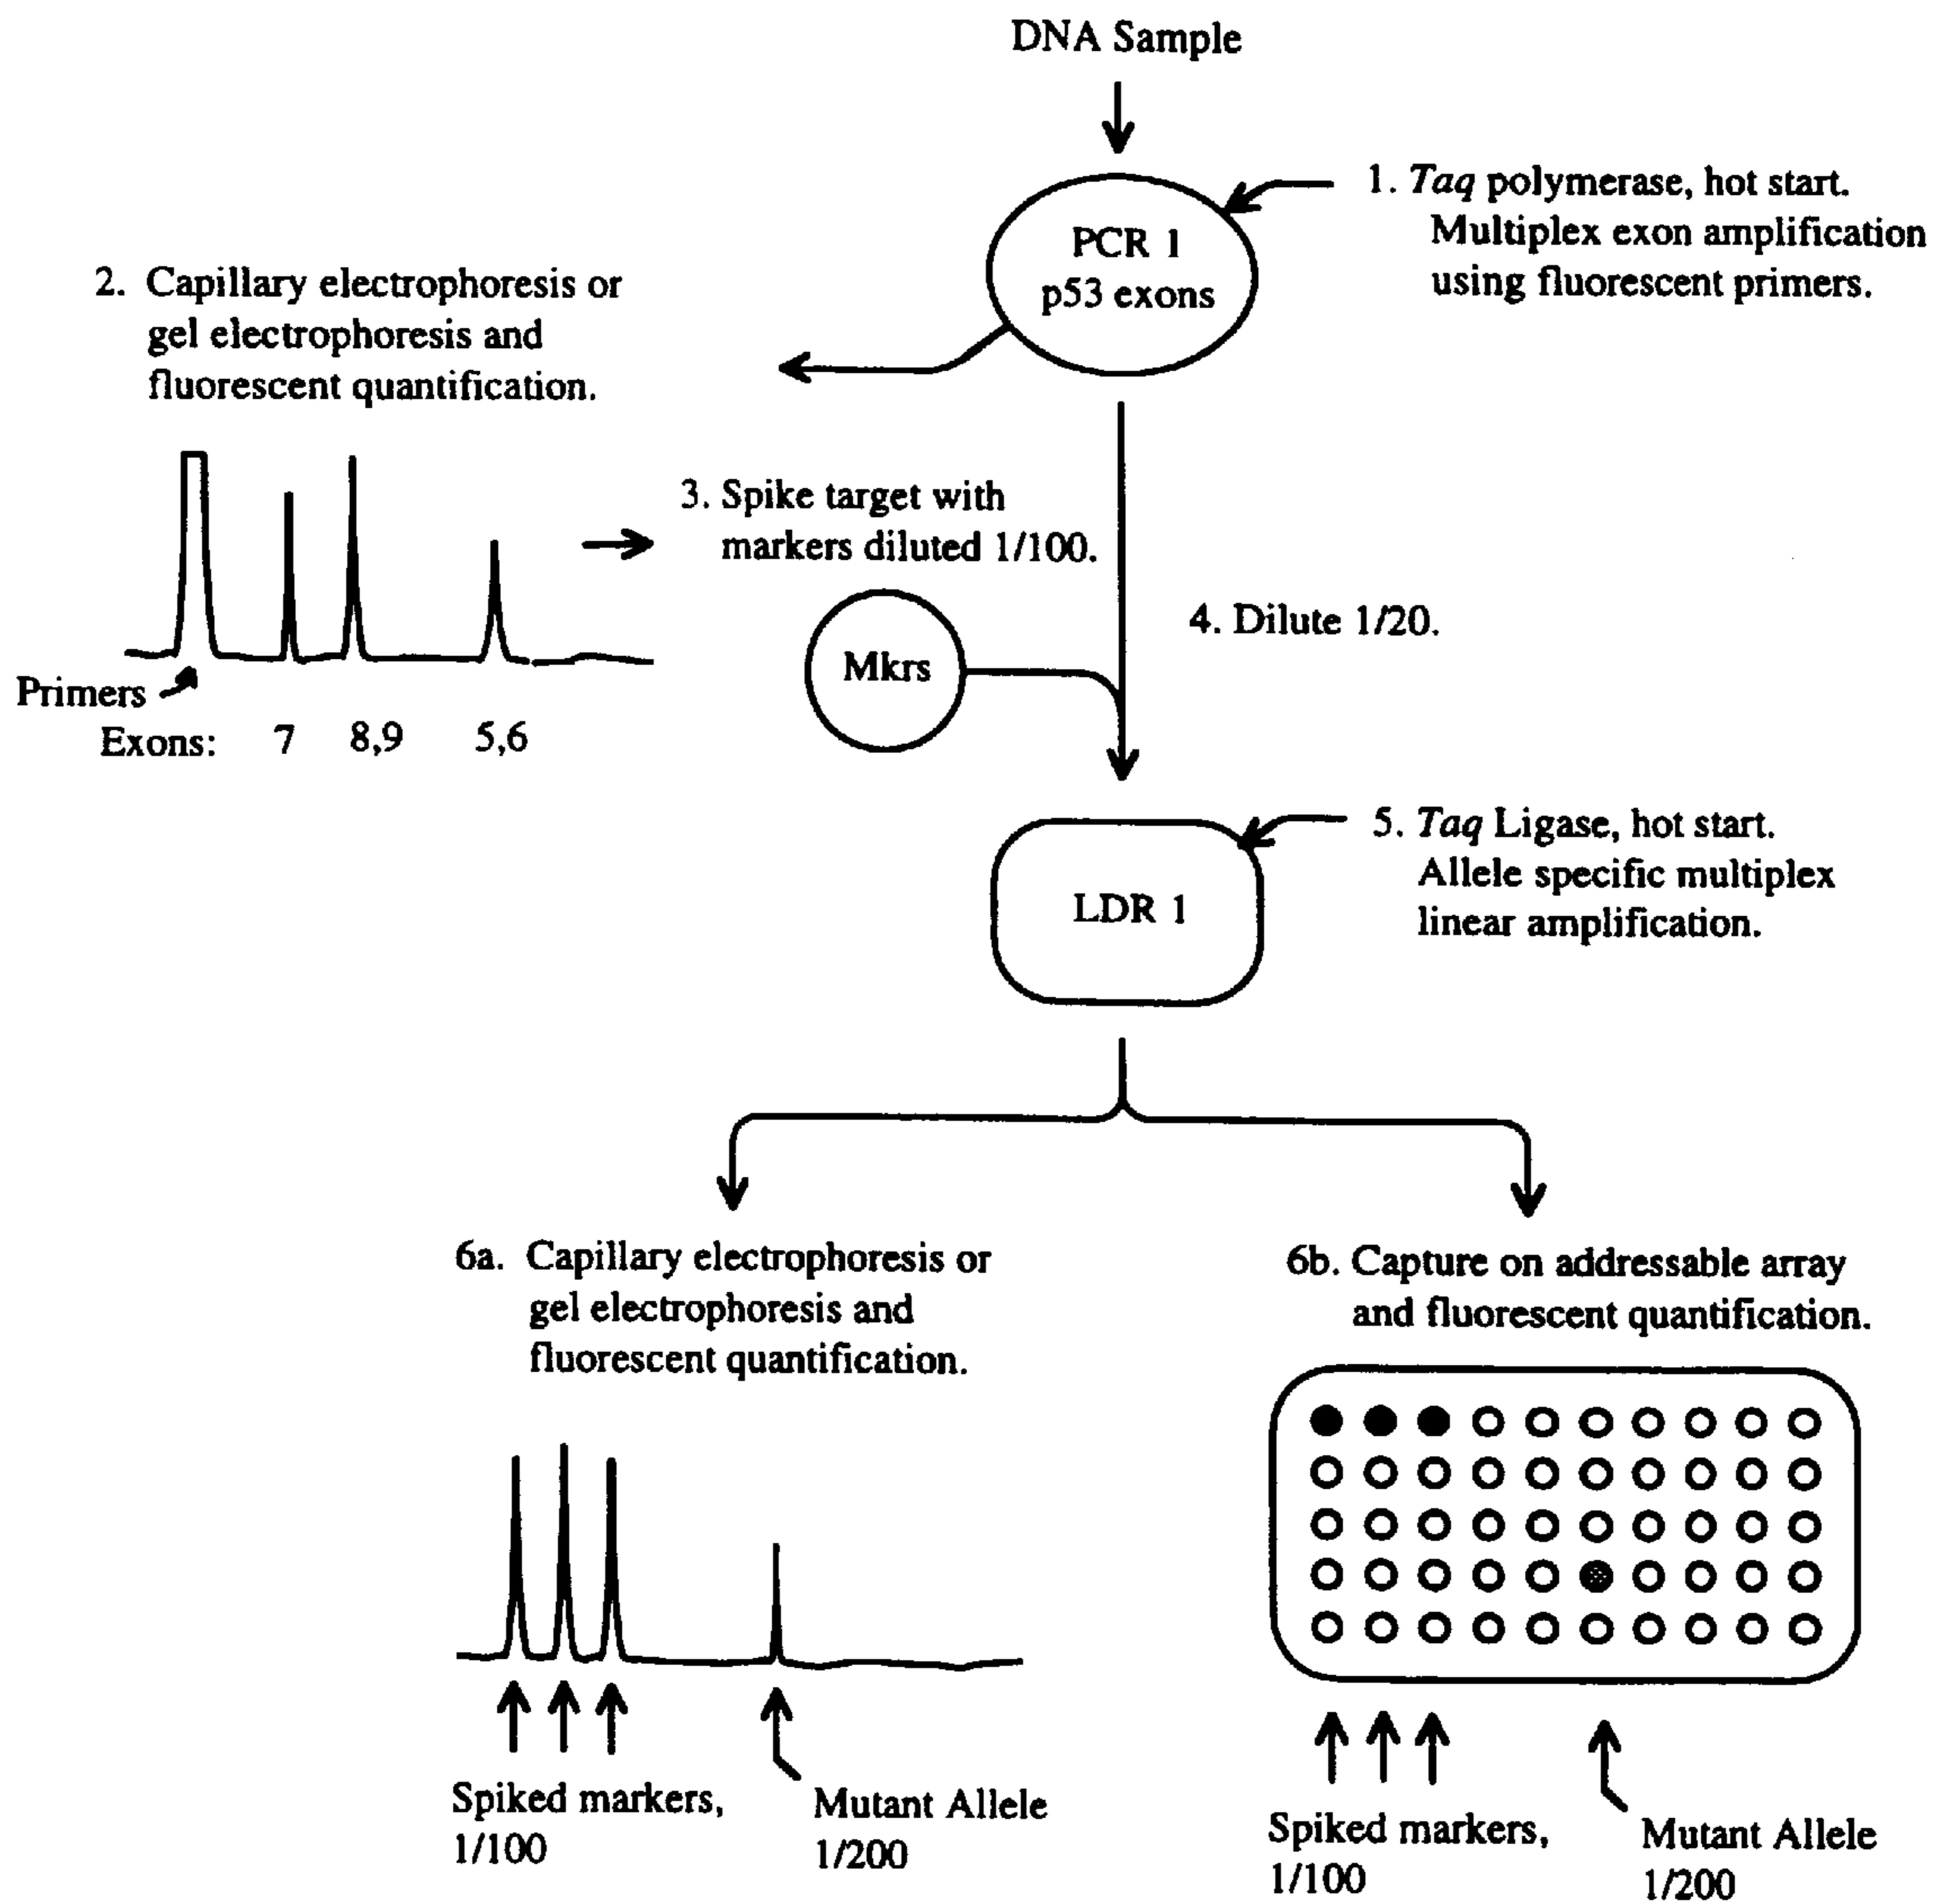 DNA Sample
PCR 1
p53 exons
1. Taq polymerase, hot start.
Multiplex exon amplification
using fluorescent primers.
2. Capillary electrophoresis or
gel electrophoresis and
fluorescent quantification.
Primers
Exons: 7 8,9 5,6
3. Spike target with
markers diluted 1/100.
Mkrs
4. Dilute 1/20.
LDR 1
5. Taq Ligase, hot start.
Allele specific multiplex
linear amplification.
6a. Capillary electrophoresis or
gel electrophoresis and
fluorescent quantification.
Spiked markers,
1/100
Mutant Allele
1/200
6b. Capture on addressable array
and fluorescent quantification.
Spiked markers,
1/100
Mutant Allele
1/200